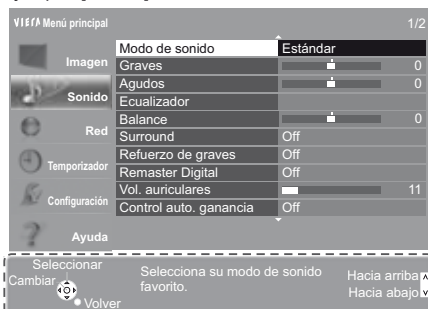 VIErA Menú principal 1/2
Imagen
Sonido
Red
Temporizador
Configuración
Ayuda
Modo de sonido Estándar
Graves 0
Agudos 0
Ecualizador
Balance 0
Surround Off
Refuerzo de graves Off
Remaster Digital Off
Vol. auriculares 11
Control auto. ganancia Off
Seleccionar
Cambiar
Volver
Selecciona su modo de sonido
favorito.
Hacia arriba
Hacia abajo